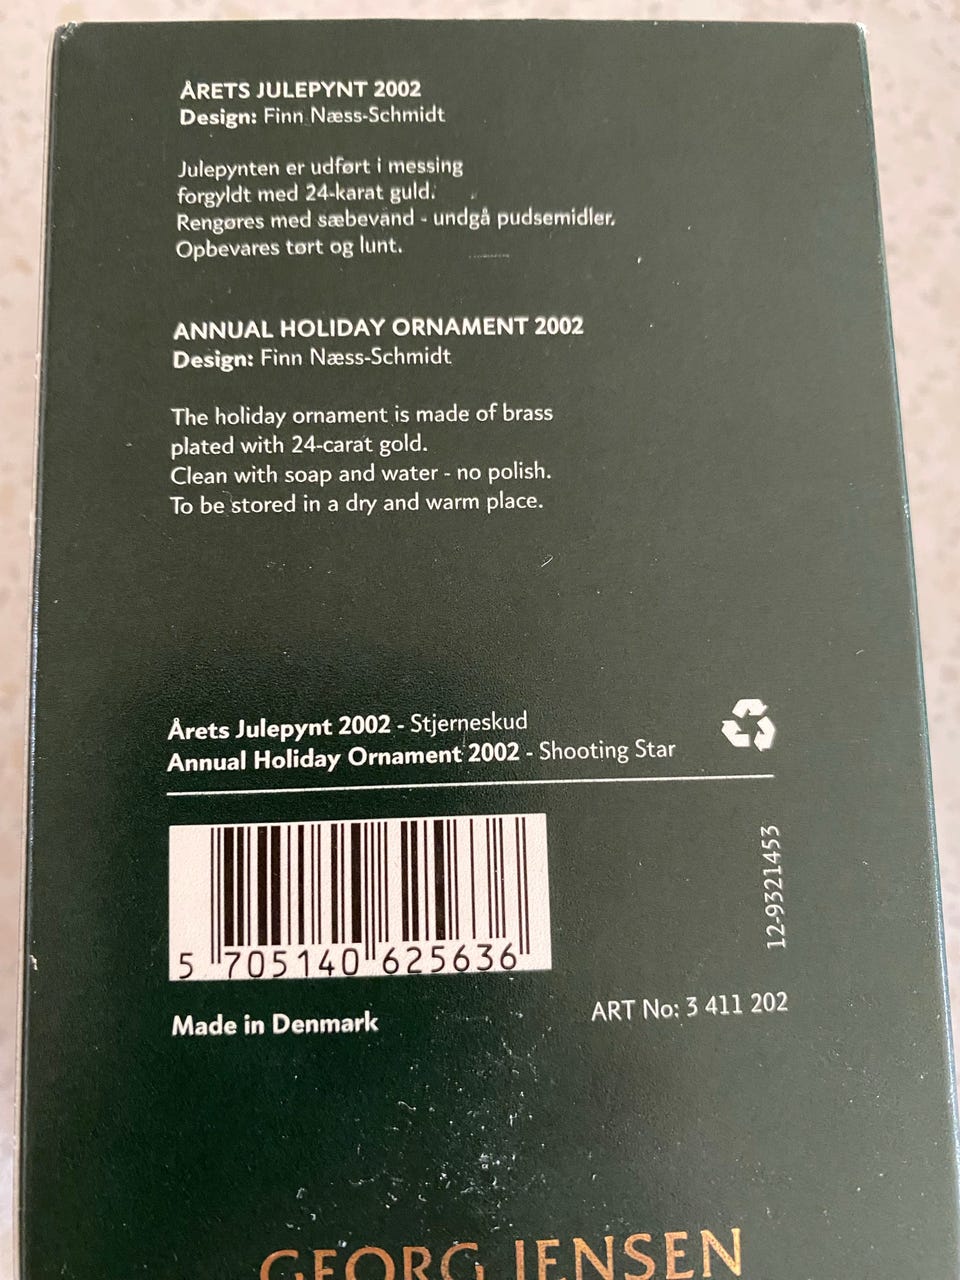 ÅRETS JULEPYNT 2002
Design: Finn Næss-Schmidt
Julepynten er udført i messing
forgyldt med 24-karat guld.
Rengøres med sæbevand - undgå pudsemidler.
Opbevares tørt og lunt.
ANNUAL HOLIDAY ORNAMENT 2002
Design: Finn Næss-Schmidt
The holiday ornament is made of brass
plated with 24-carat gold.
Clean with soap and water - no polish.
To be stored in a dry and warm place.
Årets Julepynt 2002 - Stjerneskud
Annual Holiday Ornament 2002 - Shooting Star
12-9321453
5 705140 625636
Made in Denmark
ART No: 3 411 202
GEORG JENSEN